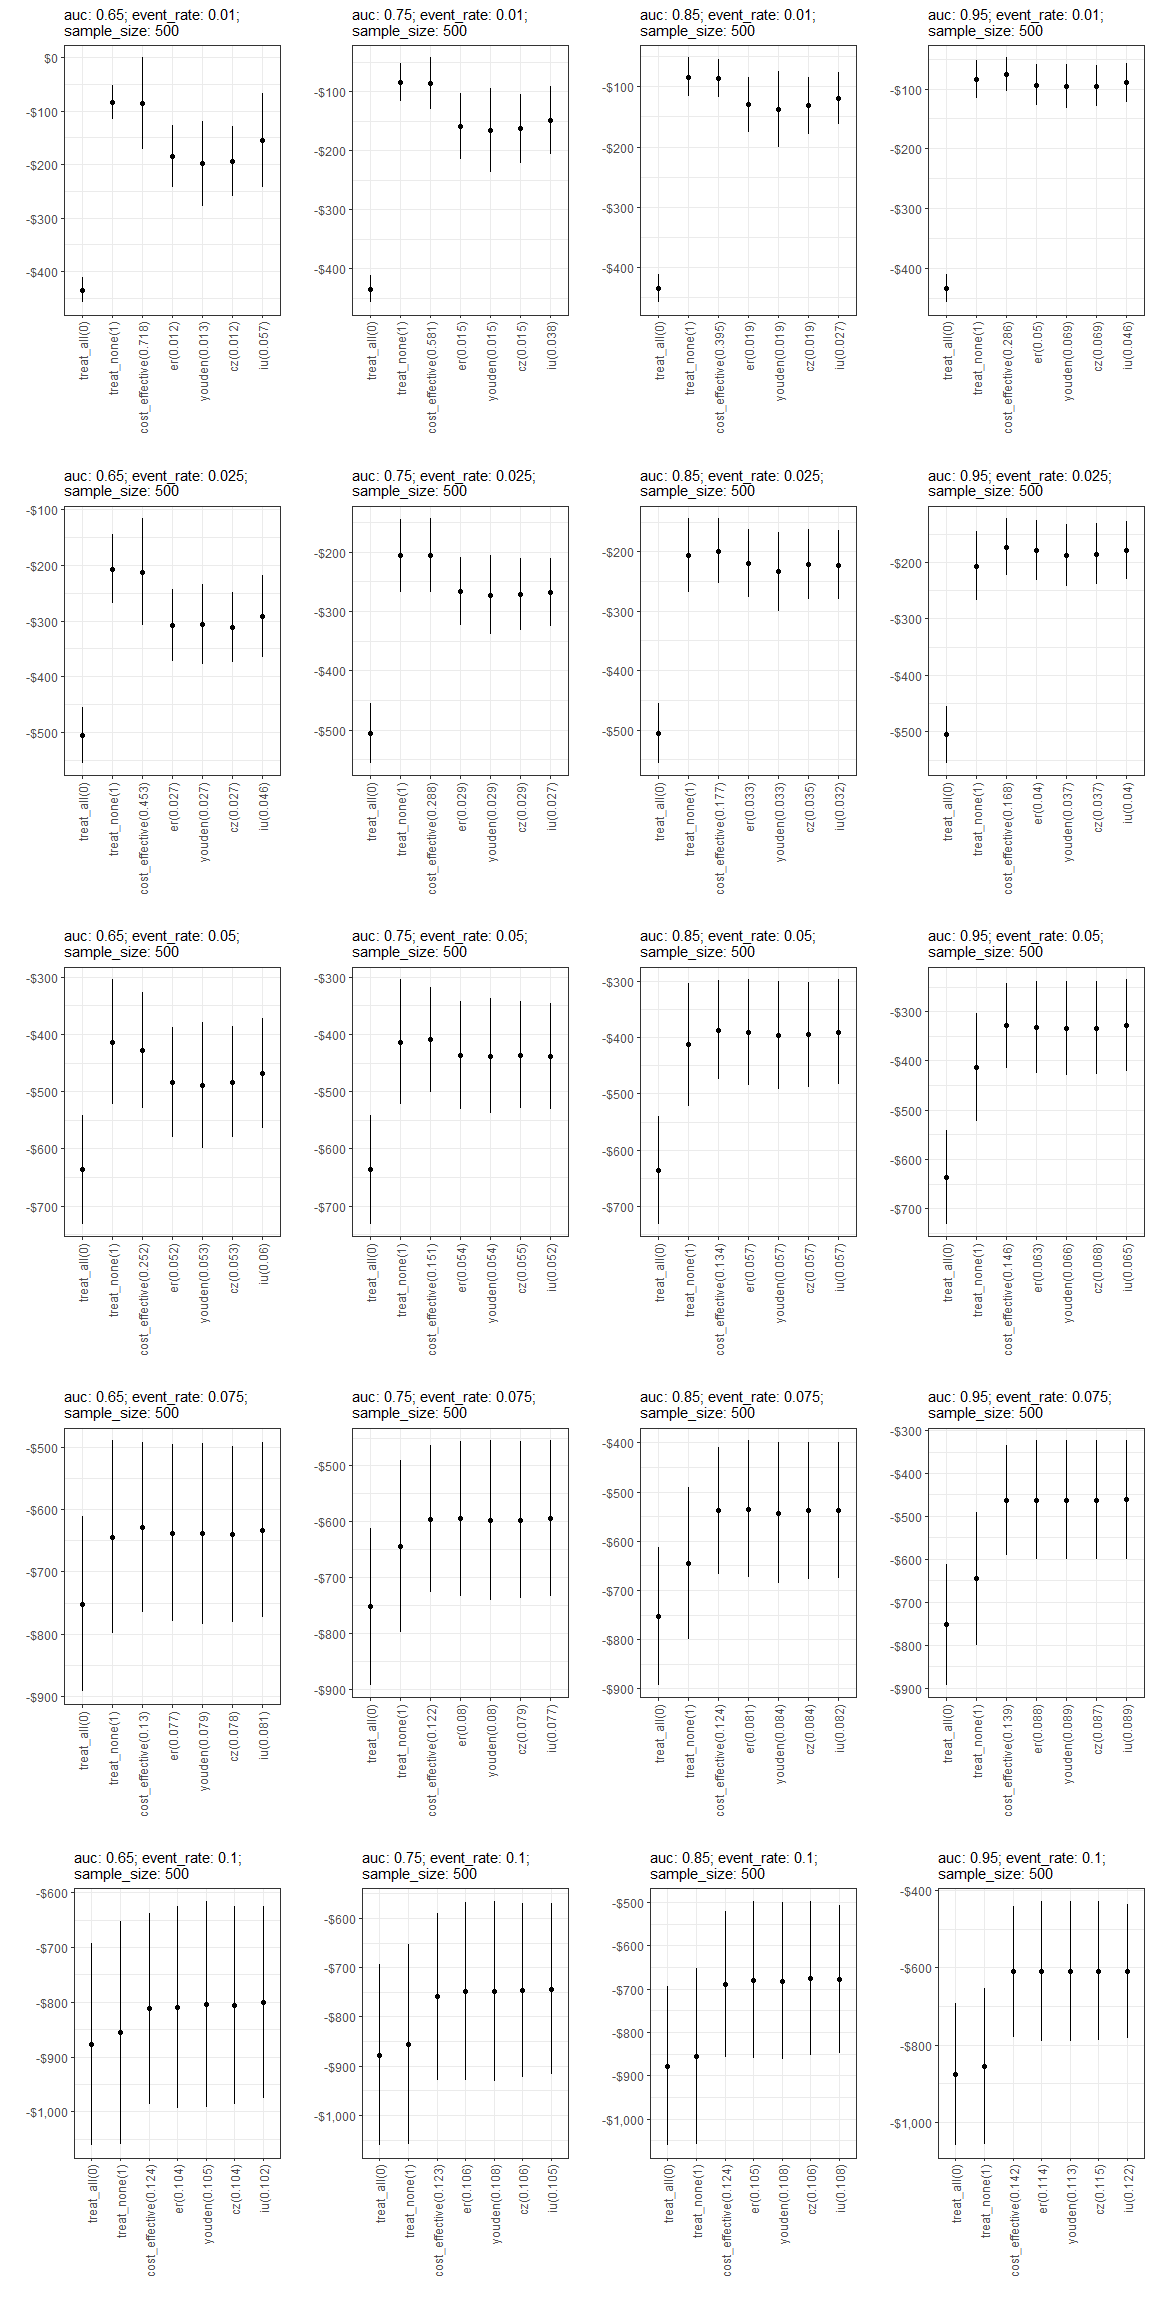 auc: 0.65; event_rate: 0.01;
sample_size: 500
$0
-$100
-$200
-$300
-$400
treat_all(0)
treat_none(1)
cost_effective(0.718)
er(0.012)
youden(0.013)
cz(0.012)
iu(0.057)
auc: 0.75; event_rate: 0.01;
sample_size: 500
-$100
-$200
-$300
-$400
treat_all(0)
treat_none(1)
cost_effective(0.581)
er(0.015)
youden(0.015)
cz(0.015)
iu(0.038)
auc: 0.85; event_rate: 0.01;
sample_size: 500
-$100
-$200
-$300
-$400
treat_all(0)
treat_none(1)
cost_effective(0.395)
er(0.019)
youden(0.019)
cz(0.019)
iu(0.027)
auc: 0.95; event_rate: 0.01;
sample_size: 500
-$100
-$200
-$300
-$400
treat_all(0)
treat_none(1)
cost_effective(0.286)
er(0.05)
youden(0.069)
cz(0.069)
iu(0.046)
auc: 0.65; event_rate: 0.025;
sample_size: 500
-$100
-$200
-$300
-$400
-$500
treat_all(0)
treat_none(1)
cost_effective(0.453)
er(0.027)
youden(0.027)
cz(0.027)
iu(0.046)
auc: 0.75; event_rate: 0.025;
sample_size: 500
-$200
-$300
-$400
-$500
treat_all(0)
treat_none(1)
cost_effective(0.288)
er(0.029)
youden(0.029)
cz(0.029)
iu(0.027)
auc: 0.85; event_rate: 0.025;
sample_size: 500
-$200
-$300
-$400
-$500
treat_all(0)
treat_none(1)
cost_effective(0.177)
er(0.033)
youden(0.033)
cz(0.035)
iu(0.032)
auc: 0.95; event_rate: 0.025;
sample_size: 500
-$200
-$300
-$400
-$500
treat_all(0)
treat_none(1)
cost_effective(0.168)
er(0.04)
youden(0.037)
cz(0.037)
iu(0.04)
auc: 0.65; event_rate: 0.05;
sample_size: 500
-$300
-$400
-$500
-$600
-$700
treat_all(0)
treat_none(1)
cost_effective(0.252)
er(0.052)
youden(0.053)
cz(0.053)
iu(0.06)
auc: 0.75; event_rate: 0.05;
sample_size: 500
-$300
-$400
-$500
-$600
-$700
treat_all(0)
treat_none(1)
cost_effective(0.151)
er(0.054)
youden(0.054)
cz(0.055)
iu(0.052)
auc: 0.85; event_rate: 0.05;
sample_size: 500
-$300
-$400
-$500
-$600
-$700
treat_all(0)
treat_none(1)
cost_effective(0.134)
er(0.057)
youden(0.057)
cz(0.057)
iu(0.057)
auc: 0.95; event_rate: 0.05;
sample_size: 500
-$300
-$400
-$500
-$600
-$700
treat_all(0)
treat_none(1)
cost_effective(0.146)
er(0.063)
youden(0.066)
cz(0.068)
iu(0.065)
auc: 0.65; event_rate: 0.075;
sample_size: 500
-$500
-$600
-$700
-$800
-$900
treat_all(0)
treat_none(1)
cost_effective(0.13)
er(0.077)
youden(0.079)
cz(0.078)
iu(0.081)
auc: 0.75; event_rate: 0.075;
sample_size: 500
-$500
-$600
-$700
-$800
-$900
treat_all(0)
treat_none(1)
cost_effective(0.122)
er(0.08)
youden(0.08)
cz(0.079)
iu(0.077)
auc: 0.85; event_rate: 0.075;
sample_size: 500
-$400
-$500
-$600
-$700
-$800
-$900
treat_all(0)
treat_none(1)
cost_effective(0.124)
er(0.081)
youden(0.084)
cz(0.084)
iu(0.082)
auc: 0.95; event_rate: 0.075;
sample_size: 500
-$300
-$400
-$500
-$600
-$700
-$800
-$900
treat_all(0)
treat_none(1)
cost_effective(0.139)
er(0.088)
youden(0.089)
cz(0.087)
iu(0.089)
auc: 0.65; event_rate: 0.1;
sample_size: 500
-$600
-$700
-$800
-$900
-$1,000
treat_all(0)
treat_none(1)
cost_effective(0.124)
er(0.104)
youden(0.105)
cz(0.104)
iu(0.102)
auc: 0.75; event_rate: 0.1;
sample_size: 500
-$600
-$700
-$800
-$900
-$1,000
treat_all(0)
treat_none(1)
cost_effective(0.123)
er(0.106)
youden(0.108)
cz(0.106)
iu(0.105)
auc: 0.85; event_rate: 0.1;
sample_size: 500
-$500
-$600
-$700
-$800
-$900
-$1,000
treat_all(0)
treat_none(1)
cost_effective(0.124)
er(0.105)
youden(0.108)
cz(0.106)
iu(0.108)
auc: 0.95; event_rate: 0.1;
sample_size: 500
-$400
-$600
-$800
-$1,000
treat_all(0)
treat_none(1)
cost_effective(0.142)
er(0.114)
youden(0.113)
cz(0.115)
iu(0.122)